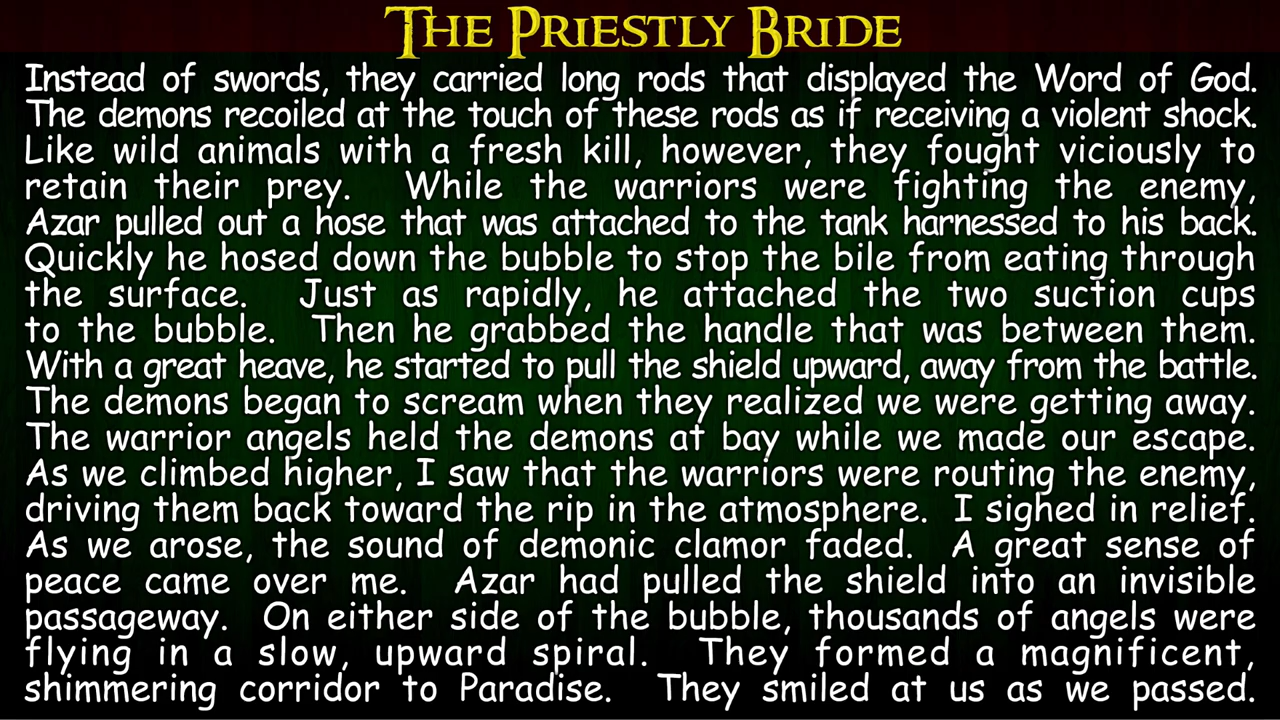 The Priestly Bride
Instead of swords, they carried long rods that displayed the Word of God.
The demons recoiled at the touch of these rods as if receiving a violent shock.
Like wild animals with a fresh kill, however, they fought viciously to
retain their prey.  While the warriors were fighting the enemy,
Azar pulled out a hose that was attached to the tank harnessed to his back.
Quickly he hosed down the bubble to stop the bile from eating through
the surface.  Just as rapidly, he attached the two suction cups
to the bubble.  Then he grabbed the handle that was between them.
With a great heave, he started to pull the shield upward, away from the battle.
The demons began to scream when they realized we were getting away.
The warrior angels held the demons at bay while we made our escape.
As we climbed higher, I saw that the warriors were routing the enemy,
driving them back toward the rip in the atmosphere.  I sighed in relief.
As we arose, the sound of demonic clamor faded.  A great sense of
peace came over me.  Azar had pulled the shield into an invisible
passageway.  On either side of the bubble, thousands of angels were
flying in a slow, upward spiral.  They formed a magnificent,
shimmering corridor to Paradise.  They smiled at us as we passed.